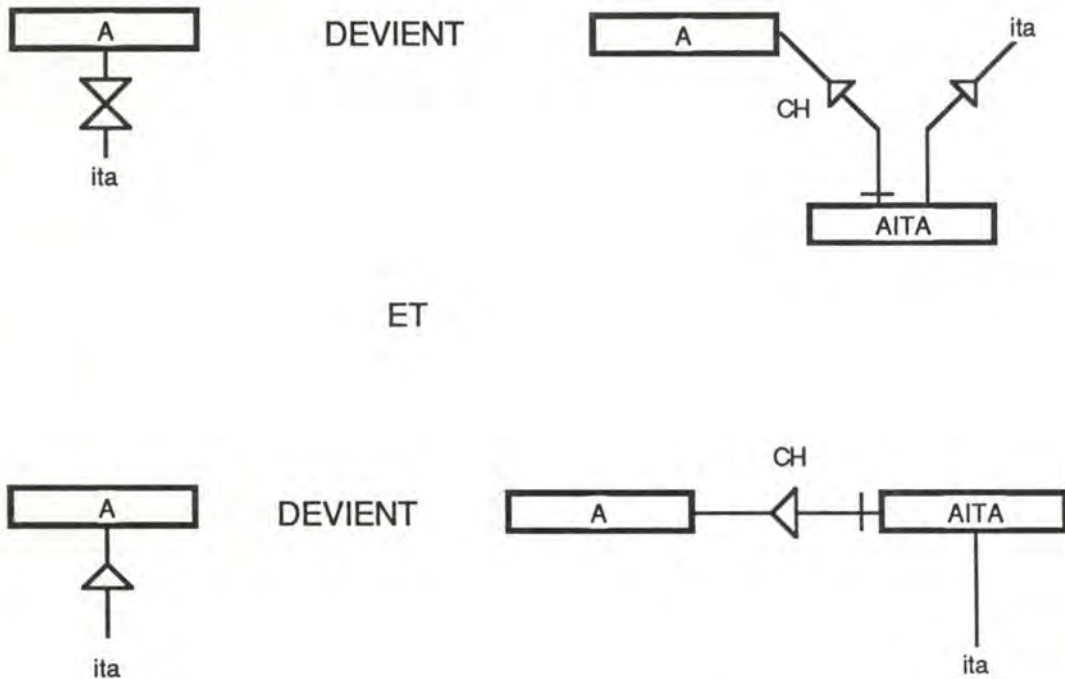 A DEVIENT A ita
CH
ita
AITA
ET
CH
A DEVIENT A AITA
ita ita